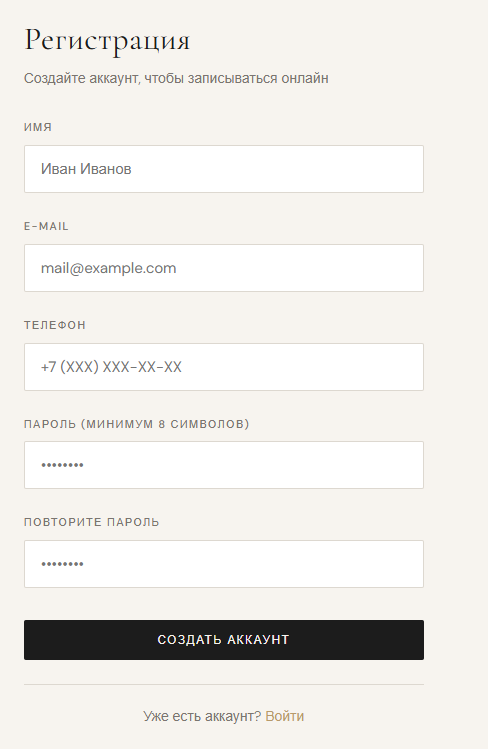 Регистрация
Создайте аккаунт, чтобы записываться онлайн
ИМЯ
Иван Иванов
E-MAIL
mail@example.com
ТЕЛЕФОН
+7 (XXX) XXX-XX-XX
ПАРОЛЬ (МИНИМУМ 8 СИМВОЛОВ)
••••••••
ПОВТОРИТЕ ПАРОЛЬ
••••••••
СОЗДАТЬ АККАУНТ
Уже есть аккаунт? Войти